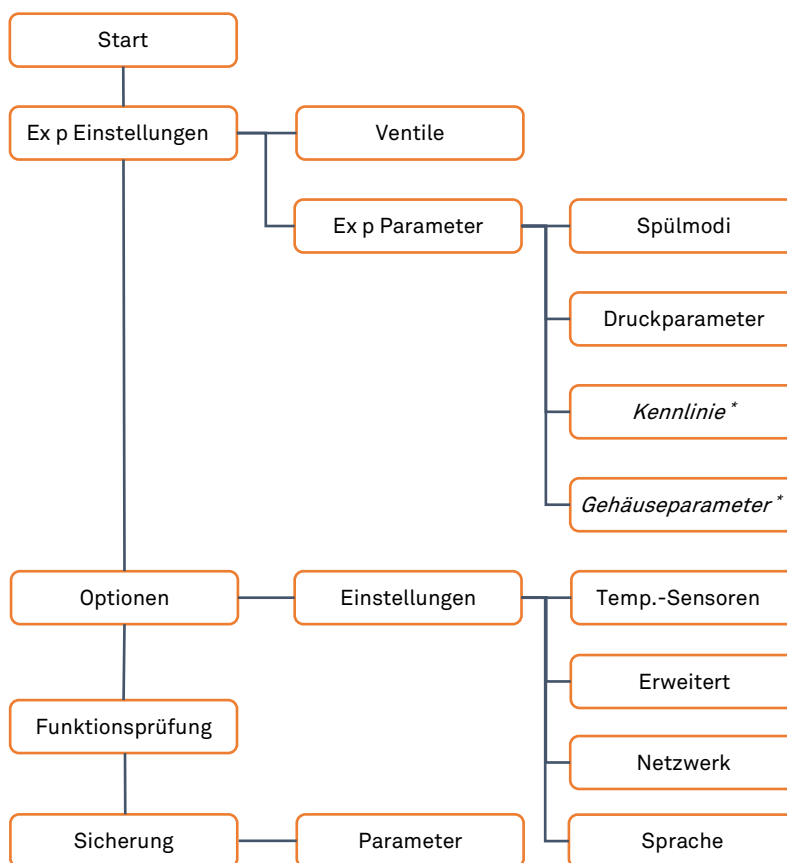 Start
Ex p Einstellungen
Ventile
Ex p Parameter
Spülmodi
Druckparameter
Kennlinie *
Gehäuseparameter *
Optionen
Einstellungen
Temp.-Sensoren
Erweitert
Funktionsprüfung
Netzwerk
Sicherung
Parameter
Sprache